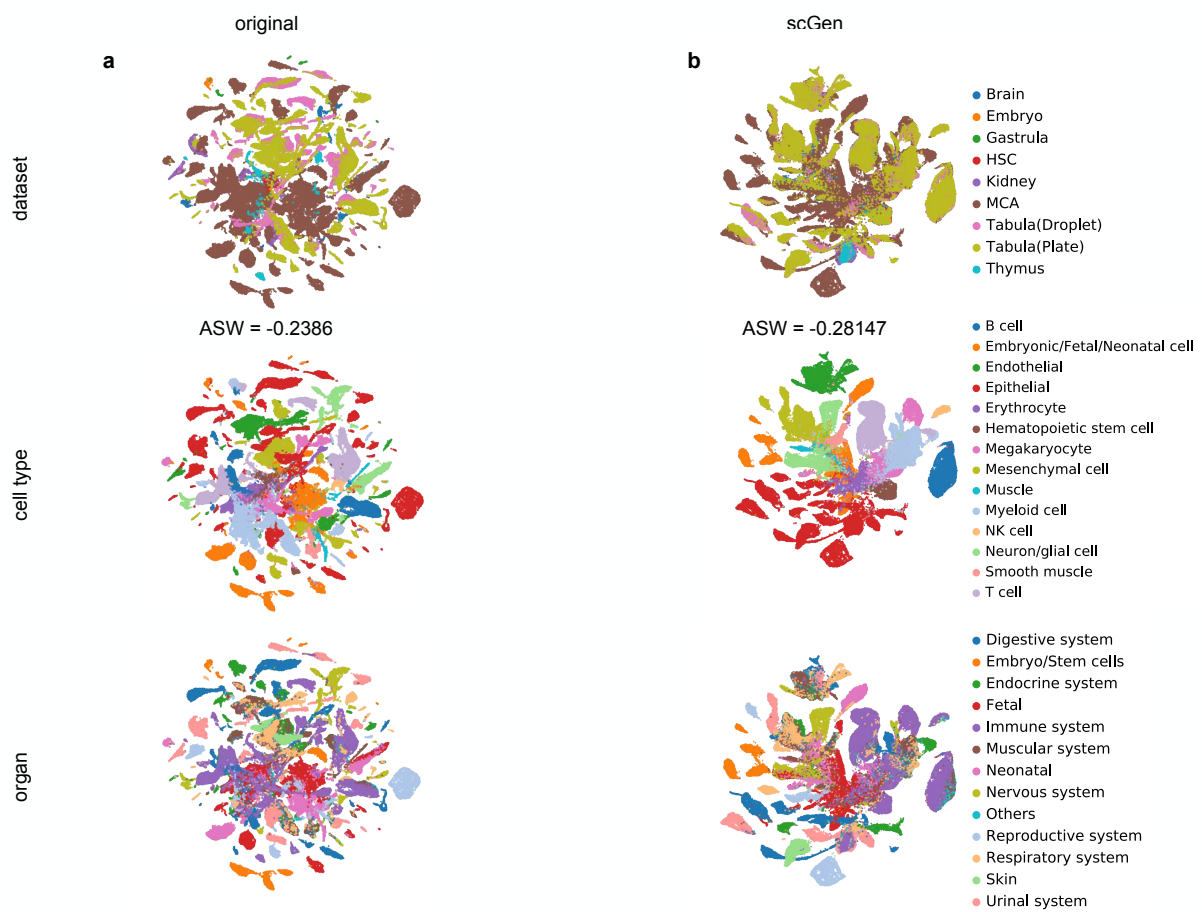 original
scGen
a
b
dataset
Brain
Embryo
Gastrula
HSC
Kidney
MCA
Tabula(Droplet)
Tabula(Plate)
Thymus
ASW = -0.2386
ASW = -0.28147
cell type
B cell
Embryonic/Fetal/Neonatal cell
Endothelial
Epithelial
Erythrocyte
Hematopoietic stem cell
Megakaryocyte
Mesenchymal cell
Muscle
Myeloid cell
NK cell
Neuron/glial cell
Smooth muscle
T cell
organ
Digestive system
Embryo/Stem cells
Endocrine system
Fetal
Immune system
Muscular system
Neonatal
Nervous system
Others
Reproductive system
Respiratory system
Skin
Urinal system